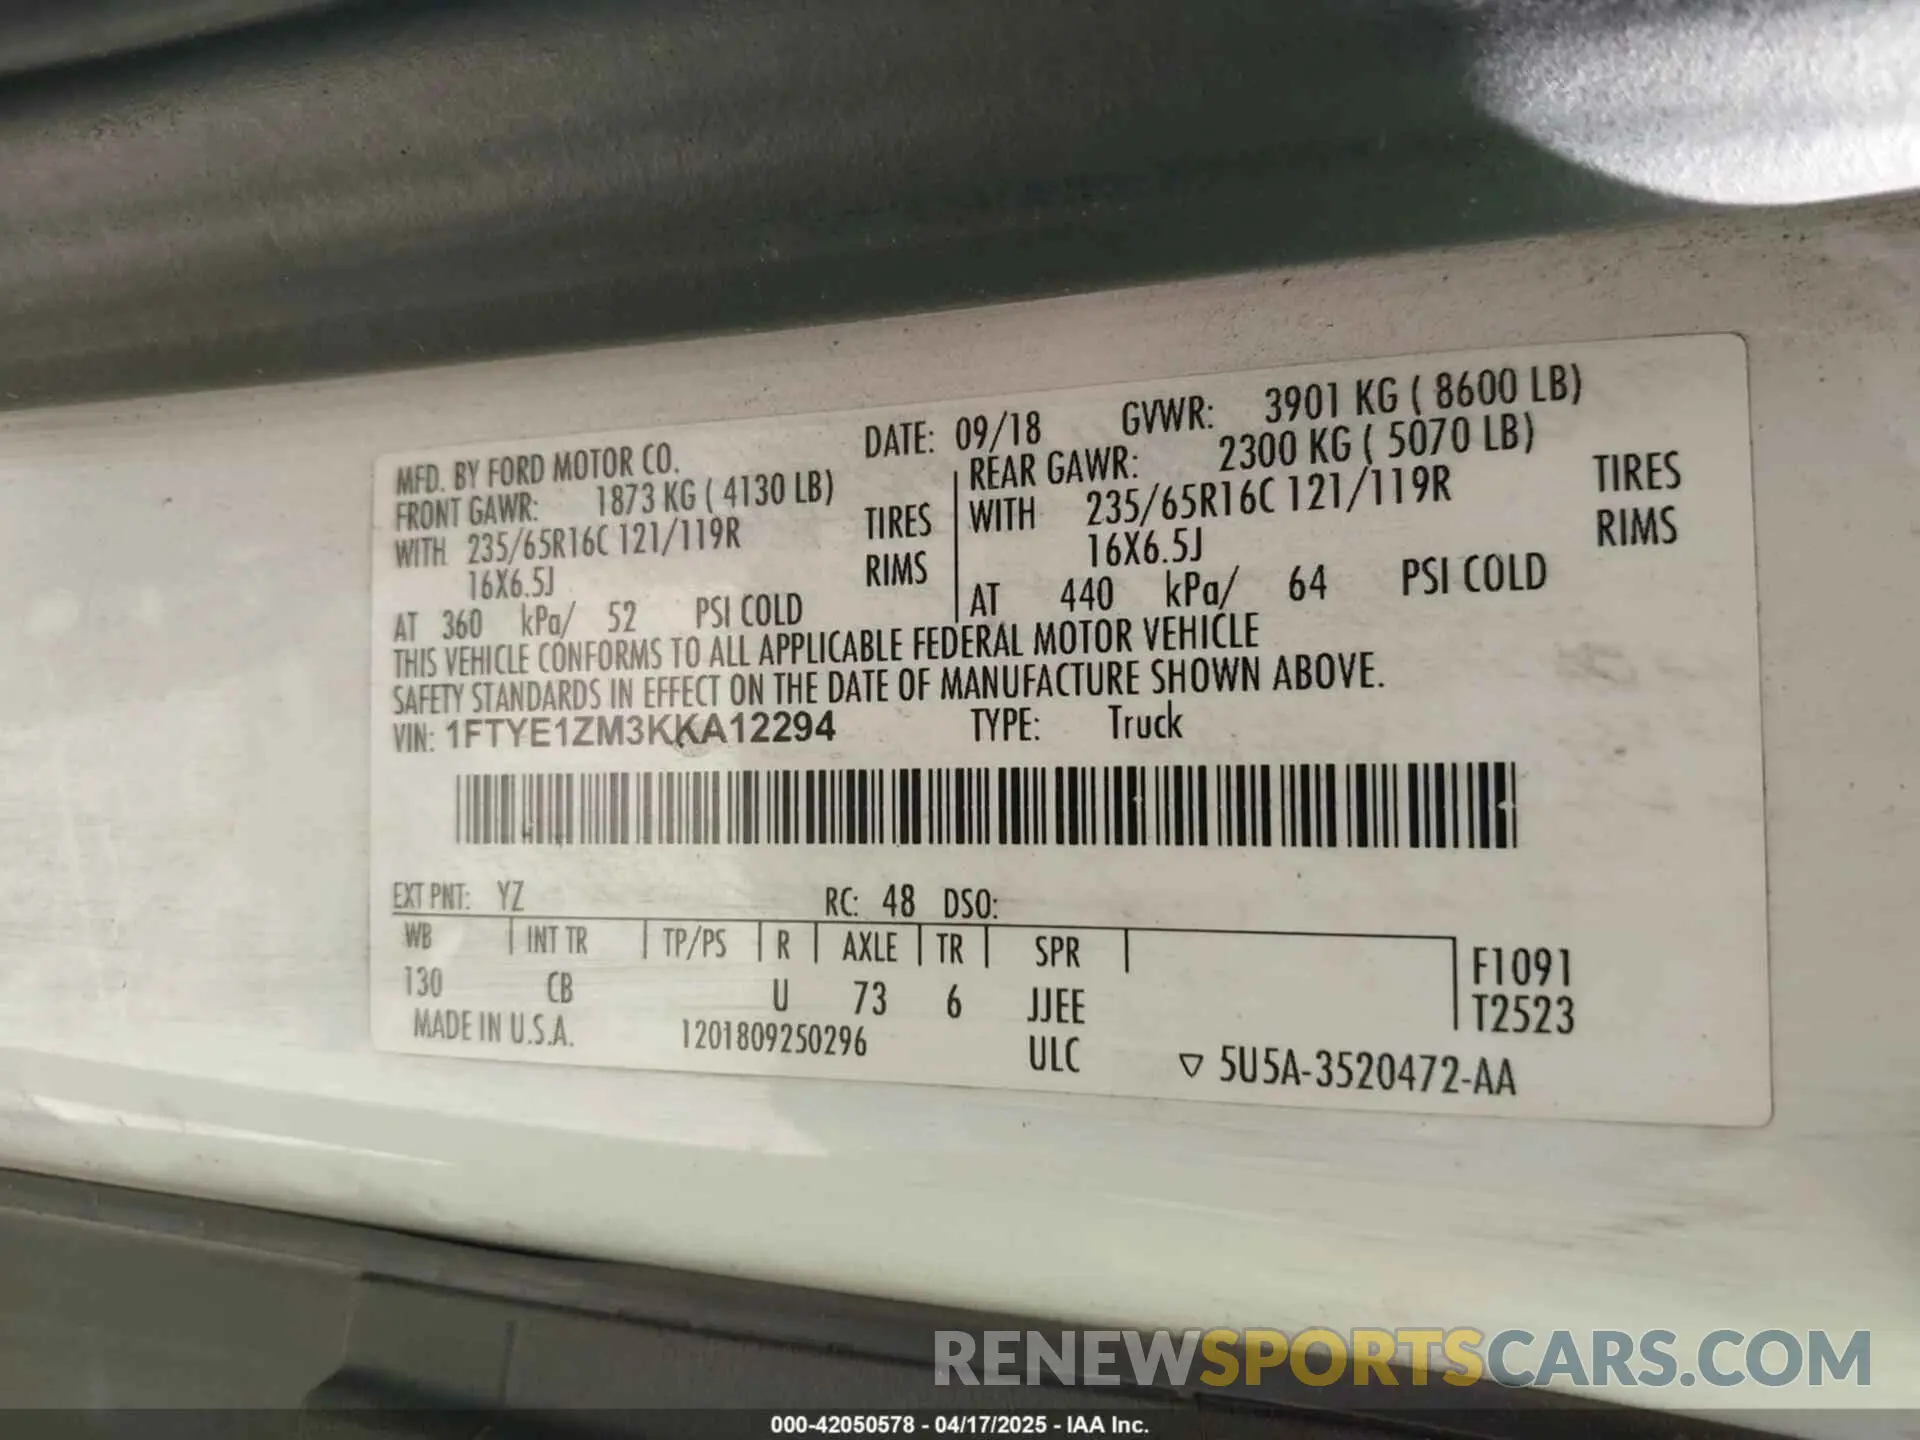 MFD. BY FORD MOTOR CO. DATE: 09/18 GVWR: 3901 KG ( 8600 LB)
FRONT GAWR: 1873 KG ( 4130 LB) REAR GAWR: 2300 KG ( 5070 LB)
WITH 235/65R16C 121/119R TIRES WITH 235/65R16C 121/119R TIRES
16X6.5J RIMS 16X6.5J RIMS
AT 360 kPa/ 52 PSI COLD AT 440 kPa/ 64 PSI COLD
THIS VEHICLE CONFORMS TO ALL APPLICABLE FEDERAL MOTOR VEHICLE
SAFETY STANDARDS IN EFFECT ON THE DATE OF MANUFACTURE SHOWN ABOVE.
VIN: 1FTYE1ZM3KKA12294 TYPE: Truck
EXT PNT: YZ RC: 48 DSO:
WB INT TR TP/PS R AXLE TR SPR F1091
130 CB U 73 6 JJEE T2523
MADE IN U.S.A. 1201809250296 ULC ▽ 5U5A-3520472-AA
RENEWSPORTSCARS.COM
000-42050578 - 04/17/2025 - IAA Inc.